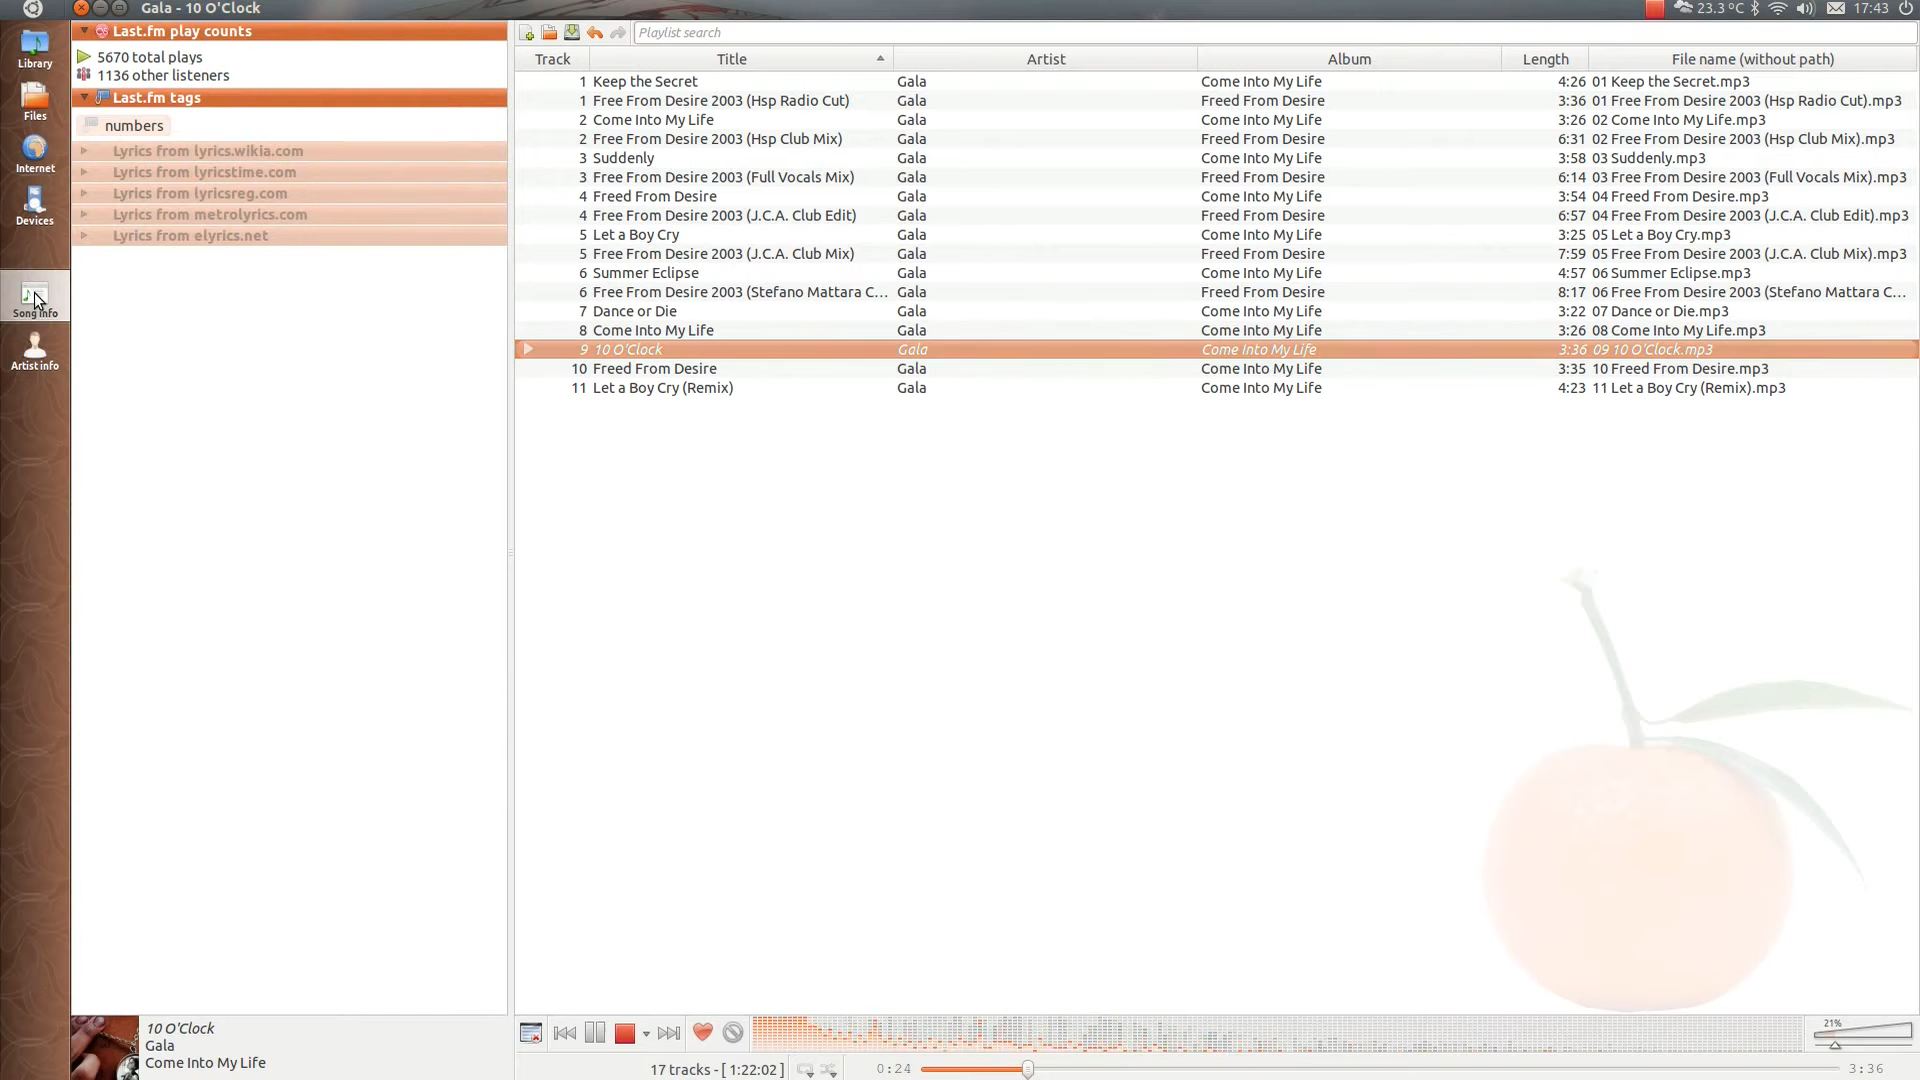 Gala - 10 O'Clock
23.3 °C
17:43
Library
Files
Internet
Devices
Song info
Artist info
Last.fm play counts
5670 total plays
1136 other listeners
Last.fm tags
numbers
Lyrics from lyrics.wikia.com
Lyrics from lyricstime.com
Lyrics from lyricsreg.com
Lyrics from metrolyrics.com
Lyrics from elyrics.net
Playlist search
Track Title Artist Album Length File name (without path)
1 Keep the Secret Gala Come Into My Life 4:26 01 Keep the Secret.mp3
1 Free From Desire 2003 (Hsp Radio Cut) Gala Freed From Desire 3:36 01 Free From Desire 2003 (Hsp Radio Cut).mp3
2 Come Into My Life Gala Come Into My Life 3:26 02 Come Into My Life.mp3
2 Free From Desire 2003 (Hsp Club Mix) Gala Freed From Desire 6:31 02 Free From Desire 2003 (Hsp Club Mix).mp3
3 Suddenly Gala Come Into My Life 3:58 03 Suddenly.mp3
3 Free From Desire 2003 (Full Vocals Mix) Gala Freed From Desire 6:14 03 Free From Desire 2003 (Full Vocals Mix).mp3
4 Freed From Desire Gala Come Into My Life 3:54 04 Freed From Desire.mp3
4 Free From Desire 2003 (J.C.A. Club Edit) Gala Freed From Desire 6:57 04 Free From Desire 2003 (J.C.A. Club Edit).mp3
5 Let a Boy Cry Gala Come Into My Life 3:25 05 Let a Boy Cry.mp3
5 Free From Desire 2003 (J.C.A. Club Mix) Gala Freed From Desire 7:59 05 Free From Desire 2003 (J.C.A. Club Mix).mp3
6 Summer Eclipse Gala Come Into My Life 4:57 06 Summer Eclipse.mp3
6 Free From Desire 2003 (Stefano Mattara C... Gala Freed From Desire 8:17 06 Free From Desire 2003 (Stefano Mattara C...
7 Dance or Die Gala Come Into My Life 3:22 07 Dance or Die.mp3
8 Come Into My Life Gala Come Into My Life 3:26 08 Come Into My Life.mp3
9 10 O'Clock Gala Come Into My Life 3:36 09 10 O'Clock.mp3
10 Freed From Desire Gala Come Into My Life 3:35 10 Freed From Desire.mp3
11 Let a Boy Cry (Remix) Gala Come Into My Life 4:23 11 Let a Boy Cry (Remix).mp3
10 O'Clock
Gala
Come Into My Life
21%
17 tracks - [ 1:22:02 ]
0:24
3:36